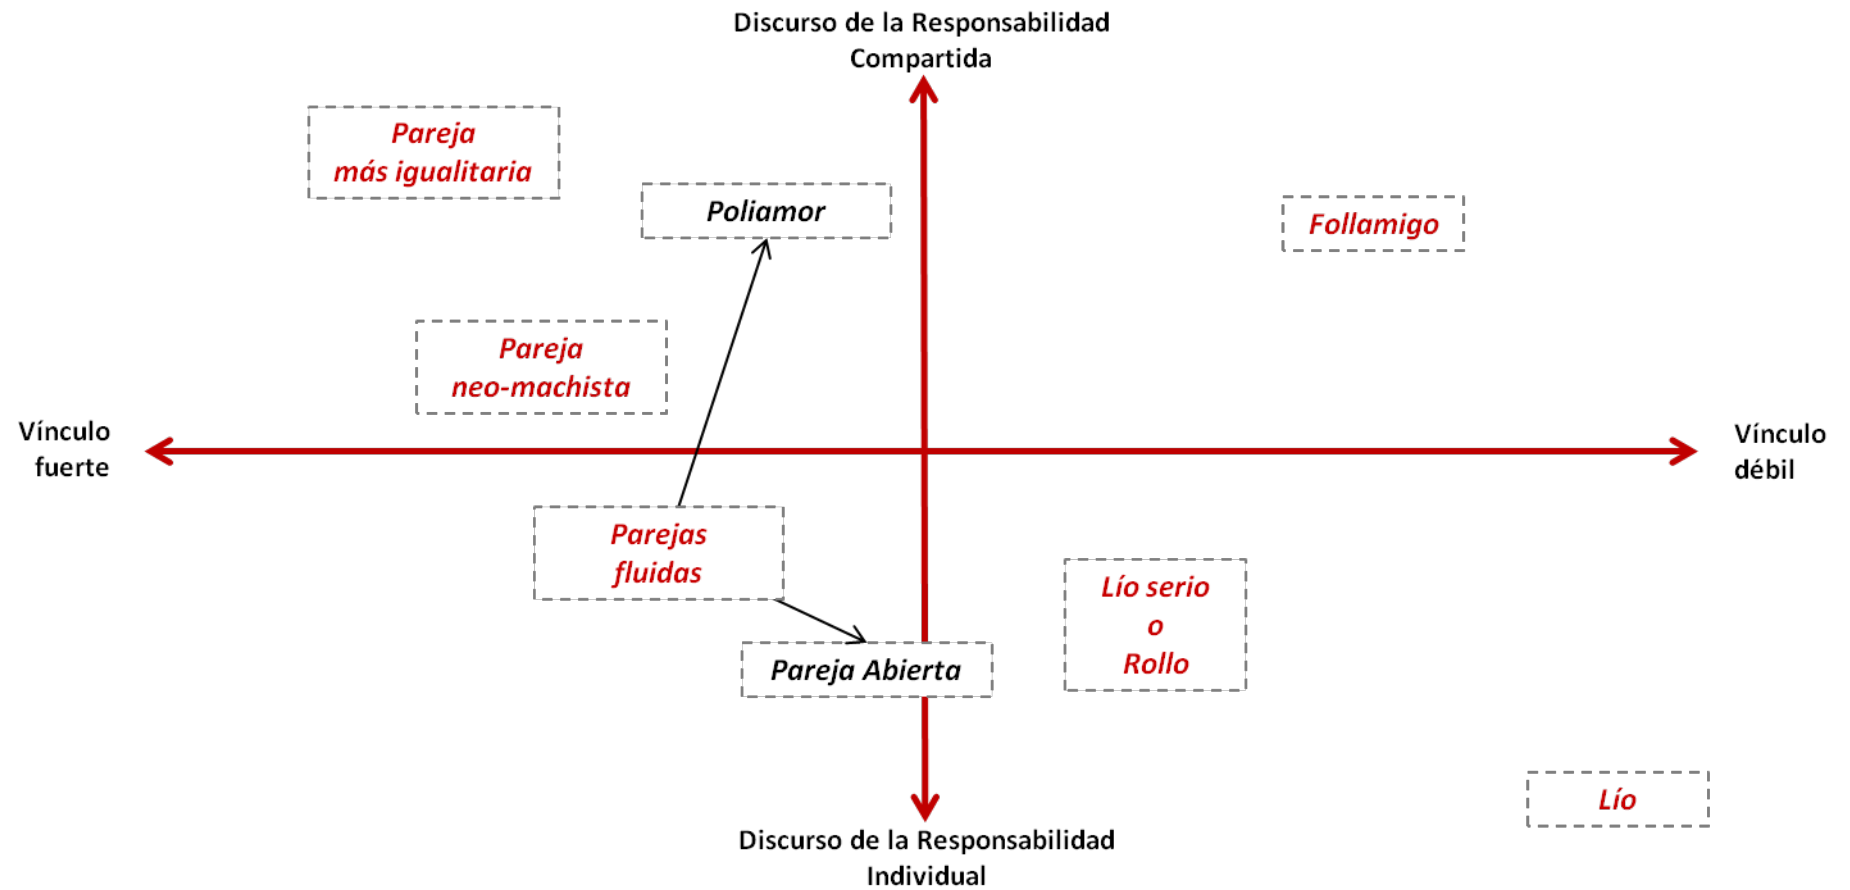 Discurso de la Responsabilidad
Compartida
Pareja
más igualitaria
Poliamor
Follamigo
Pareja
neo-machista
Vínculo
fuerte
Vínculo
débil
Parejas
fluidas
Lío serio
o
Rollo
Pareja Abierta
Lío
Discurso de la Responsabilidad
Individual